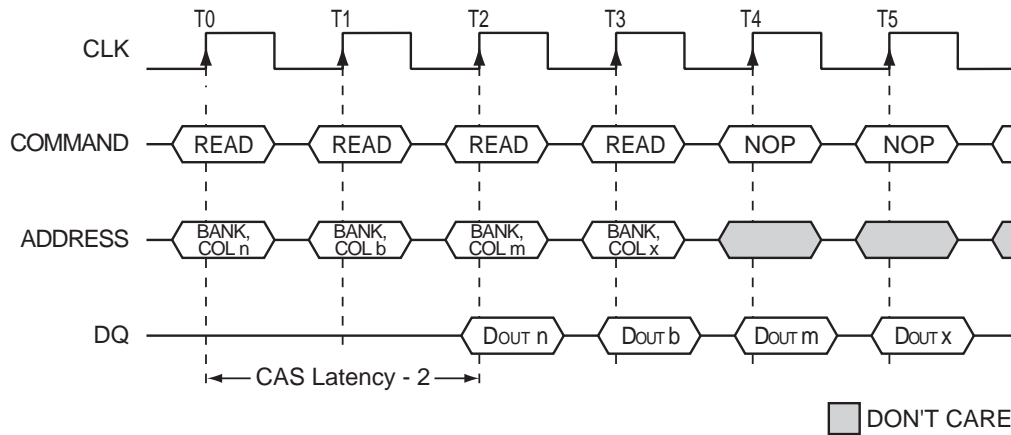 T0 T1 T2 T3 T4 T5
CLK
COMMAND READ READ READ READ NOP NOP
ADDRESS BANK, BANK, BANK, BANK,
COL n COL b COL m COL x
DQ DOUT n DOUT b DOUT m DOUT x
CAS Latency - 2
DON'T CARE